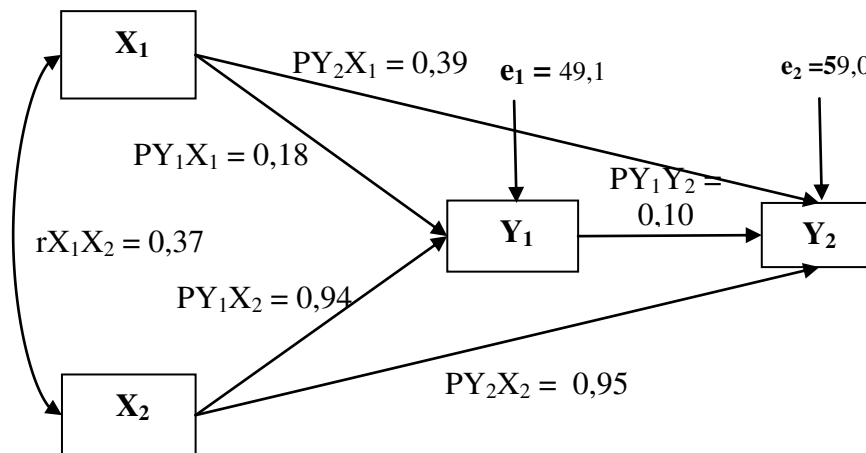 X₁
PY₂X₁ = 0,39
e₁ = 49,1
e₂ =59,0
PY₁X₁ = 0,18
PY₁Y₂ =
0,10
Y₁
Y₂
rX₁X₂ = 0,37
PY₁X₂ = 0,94
PY₂X₂ = 0,95
X₂